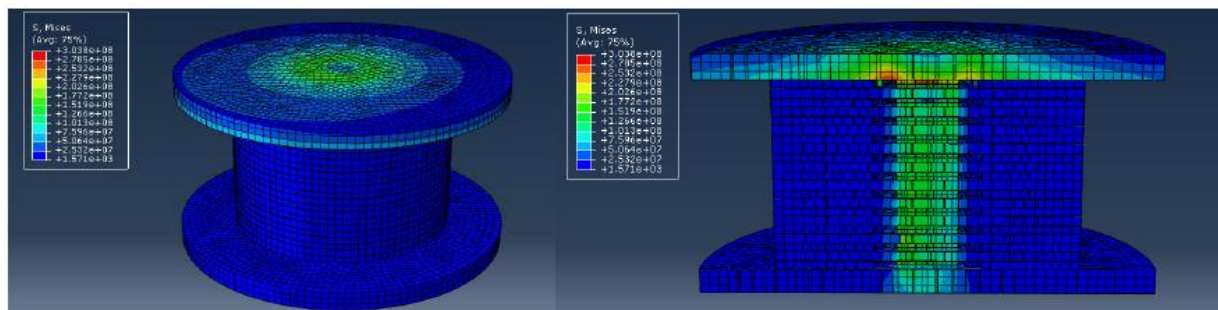 S, Mises
(Avg: 75%)
+3.038e+08
+2.785e+08
+2.532e+08
+2.279e+08
+2.026e+08
+1.772e+08
+1.519e+08
+1.266e+08
+1.013e+08
+7.596e+07
+5.064e+07
+2.532e+07
+1.571e+03
S, Mises
(Avg: 75%)
+3.038e+08
+2.785e+08
+2.532e+08
+2.279e+08
+2.026e+08
+1.772e+08
+1.519e+08
+1.266e+08
+1.013e+08
+7.596e+07
+5.064e+07
+2.532e+07
+1.571e+03